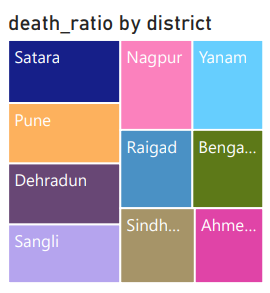 death_ratio by district
Satara
Nagpur
Yanam
Pune
Raigad
Benga...
Dehradun
Sangli
Sindh...
Ahme...